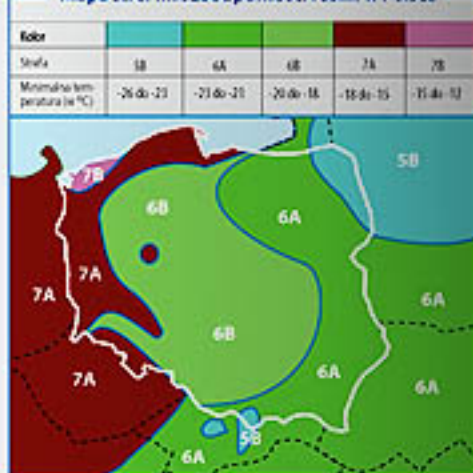 Kolor
Strefa 5B 6A 6B 7A 7B
Minimalna tem-
peratura (w °C) -26 do -23 -23 do -21 -20 do -18 -18 do -15 -15 do -12
7B
5B
6B
6A
7A
7A
6A
6B
7A
6A
6A
5B
6A